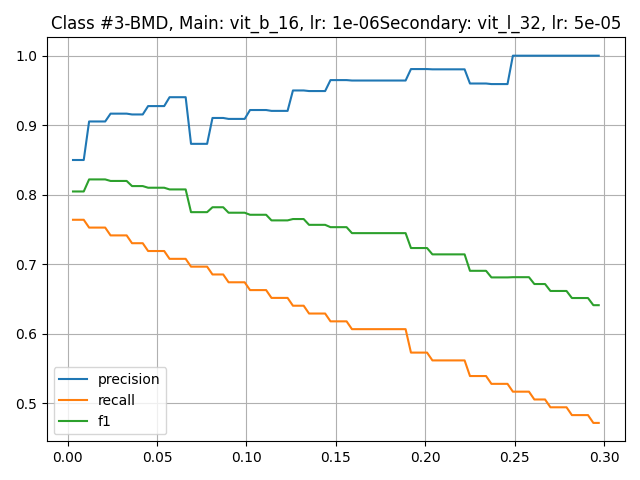 Class #3-BMD, Main: vit_b_16, lr: 1e-06Secondary: vit_l_32, lr: 5e-05
1.0
0.9
0.8
0.7
0.6
0.5
precision
recall
f1
0.00 0.05 0.10 0.15 0.20 0.25 0.30